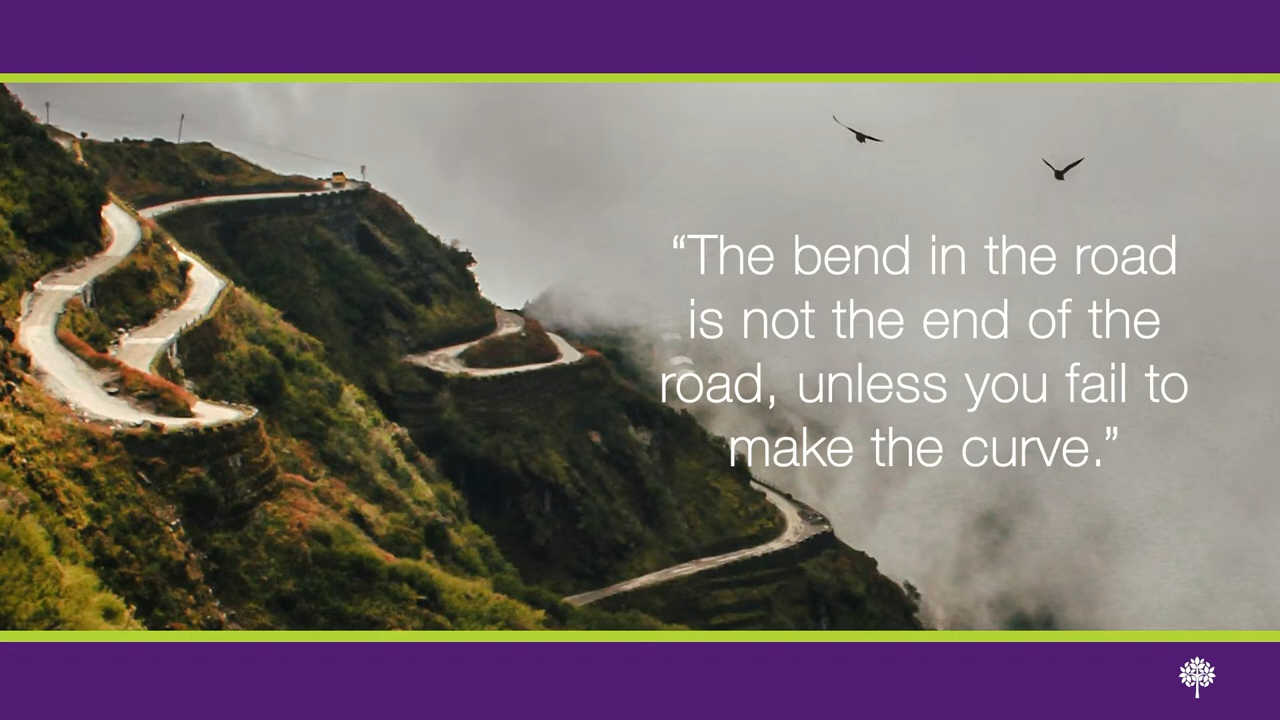 “The bend in the road
is not the end of the
road, unless you fail to
make the curve.”